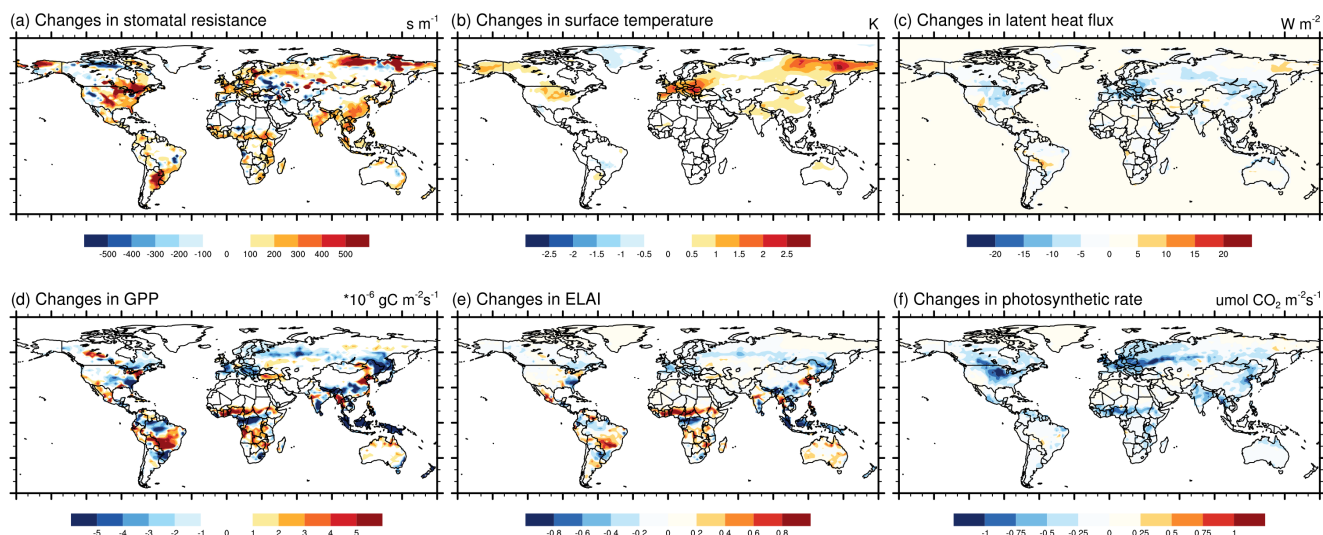 (a) Changes in stomatal resistance s m⁻¹
(b) Changes in surface temperature K
(c) Changes in latent heat flux W m⁻²
-500 -400 -300 -200 -100 0 100 200 300 400 500
-2.5 -2 -1.5 -1 -0.5 0 0.5 1 1.5 2 2.5
-20 -15 -10 -5 0 5 10 15 20
(d) Changes in GPP *10⁻⁶ gC m⁻²s⁻¹
(e) Changes in ELAI
(f) Changes in photosynthetic rate umol CO₂ m⁻²s⁻¹
-5 -4 -3 -2 -1 0 1 2 3 4 5
-0.8 -0.6 -0.4 -0.2 0 0.2 0.4 0.6 0.8
-1 -0.75 -0.5 -0.25 0 0.25 0.5 0.75 1